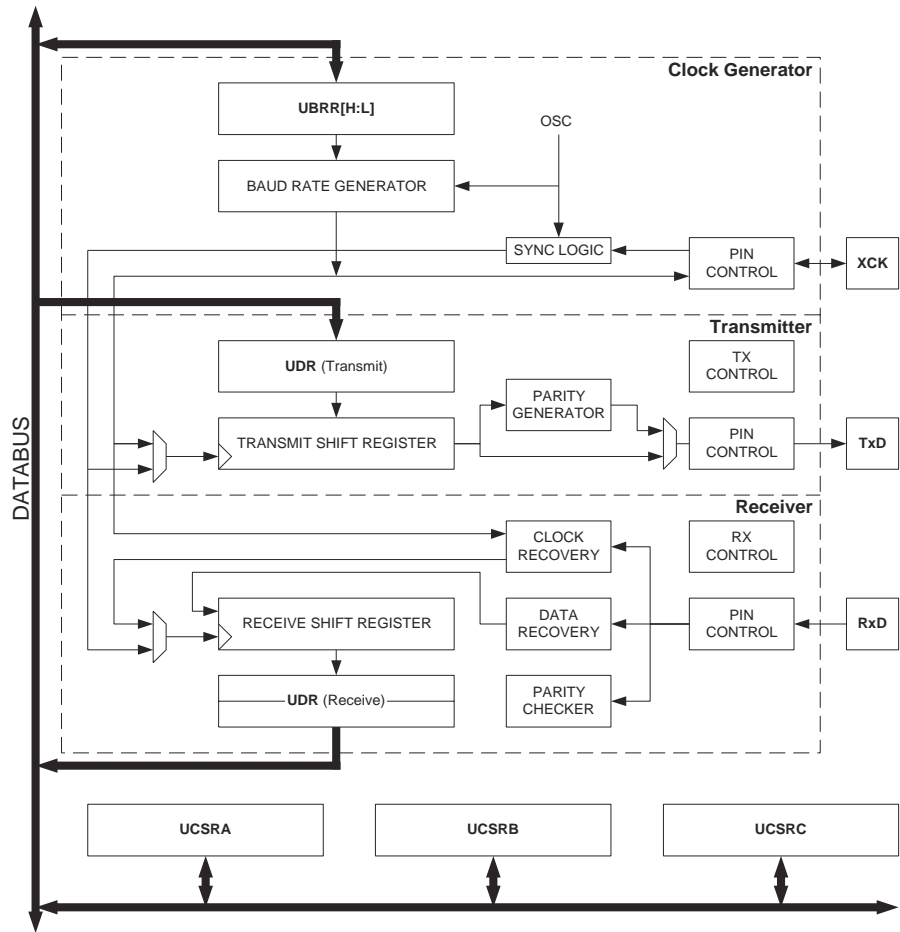 Clock Generator
UBRR[H:L]
OSC
BAUD RATE GENERATOR
SYNC LOGIC
PIN
CONTROL
XCK
Transmitter
UDR (Transmit)
TX
CONTROL
PARITY
GENERATOR
TRANSMIT SHIFT REGISTER
PIN
CONTROL
TxD
DATABUS
Receiver
CLOCK
RECOVERY
RX
CONTROL
RECEIVE SHIFT REGISTER
DATA
RECOVERY
PIN
CONTROL
RxD
UDR (Receive)
PARITY
CHECKER
UCSRA
UCSRB
UCSRC